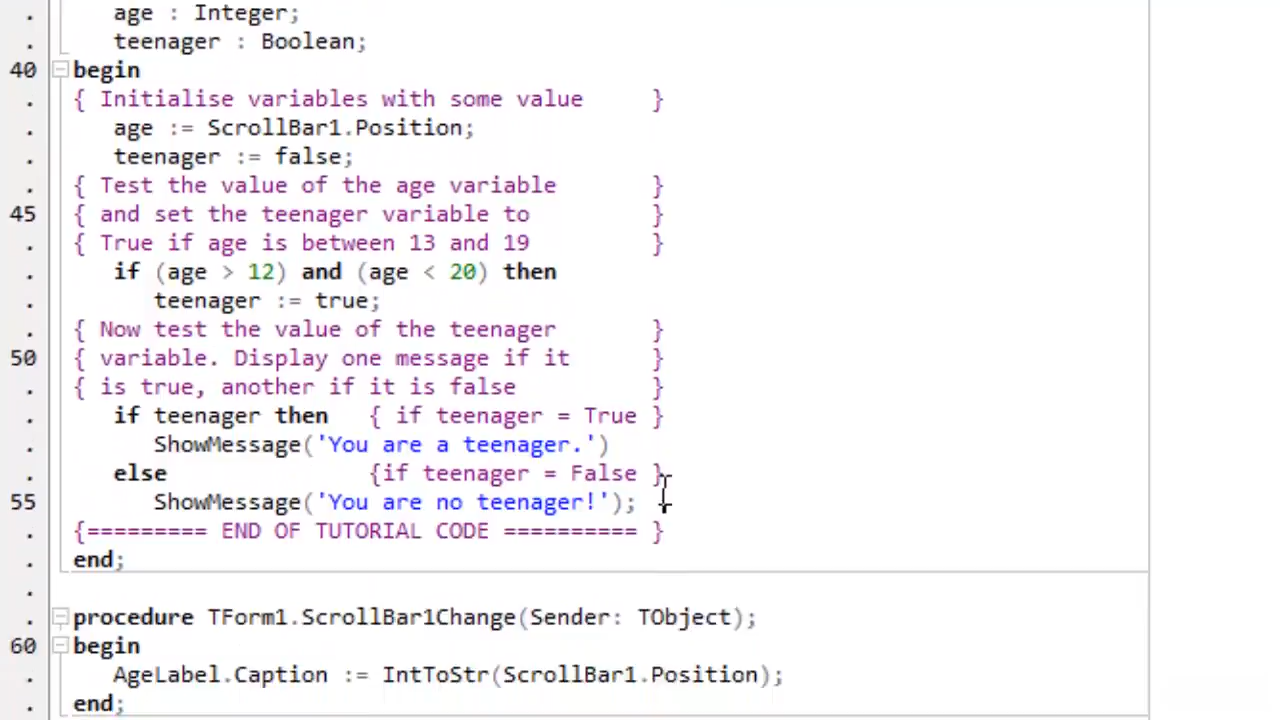 age : Integer;
. teenager : Boolean;
40 begin
. { Initialise variables with some value }
. age := ScrollBar1.Position;
. teenager := false;
. { Test the value of the age variable }
45 { and set the teenager variable to }
. { True if age is between 13 and 19 }
. if (age > 12) and (age < 20) then
. teenager := true;
. { Now test the value of the teenager }
50 { variable. Display one message if it }
. { is true, another if it is false }
. if teenager then { if teenager = True }
. ShowMessage('You are a teenager.')
. else {if teenager = False }
55 ShowMessage('You are no teenager!');
. {========= END OF TUTORIAL CODE ========== }
. end;
.
. procedure TForm1.ScrollBar1Change(Sender: TObject);
60 begin
. AgeLabel.Caption := IntToStr(ScrollBar1.Position);
. end;